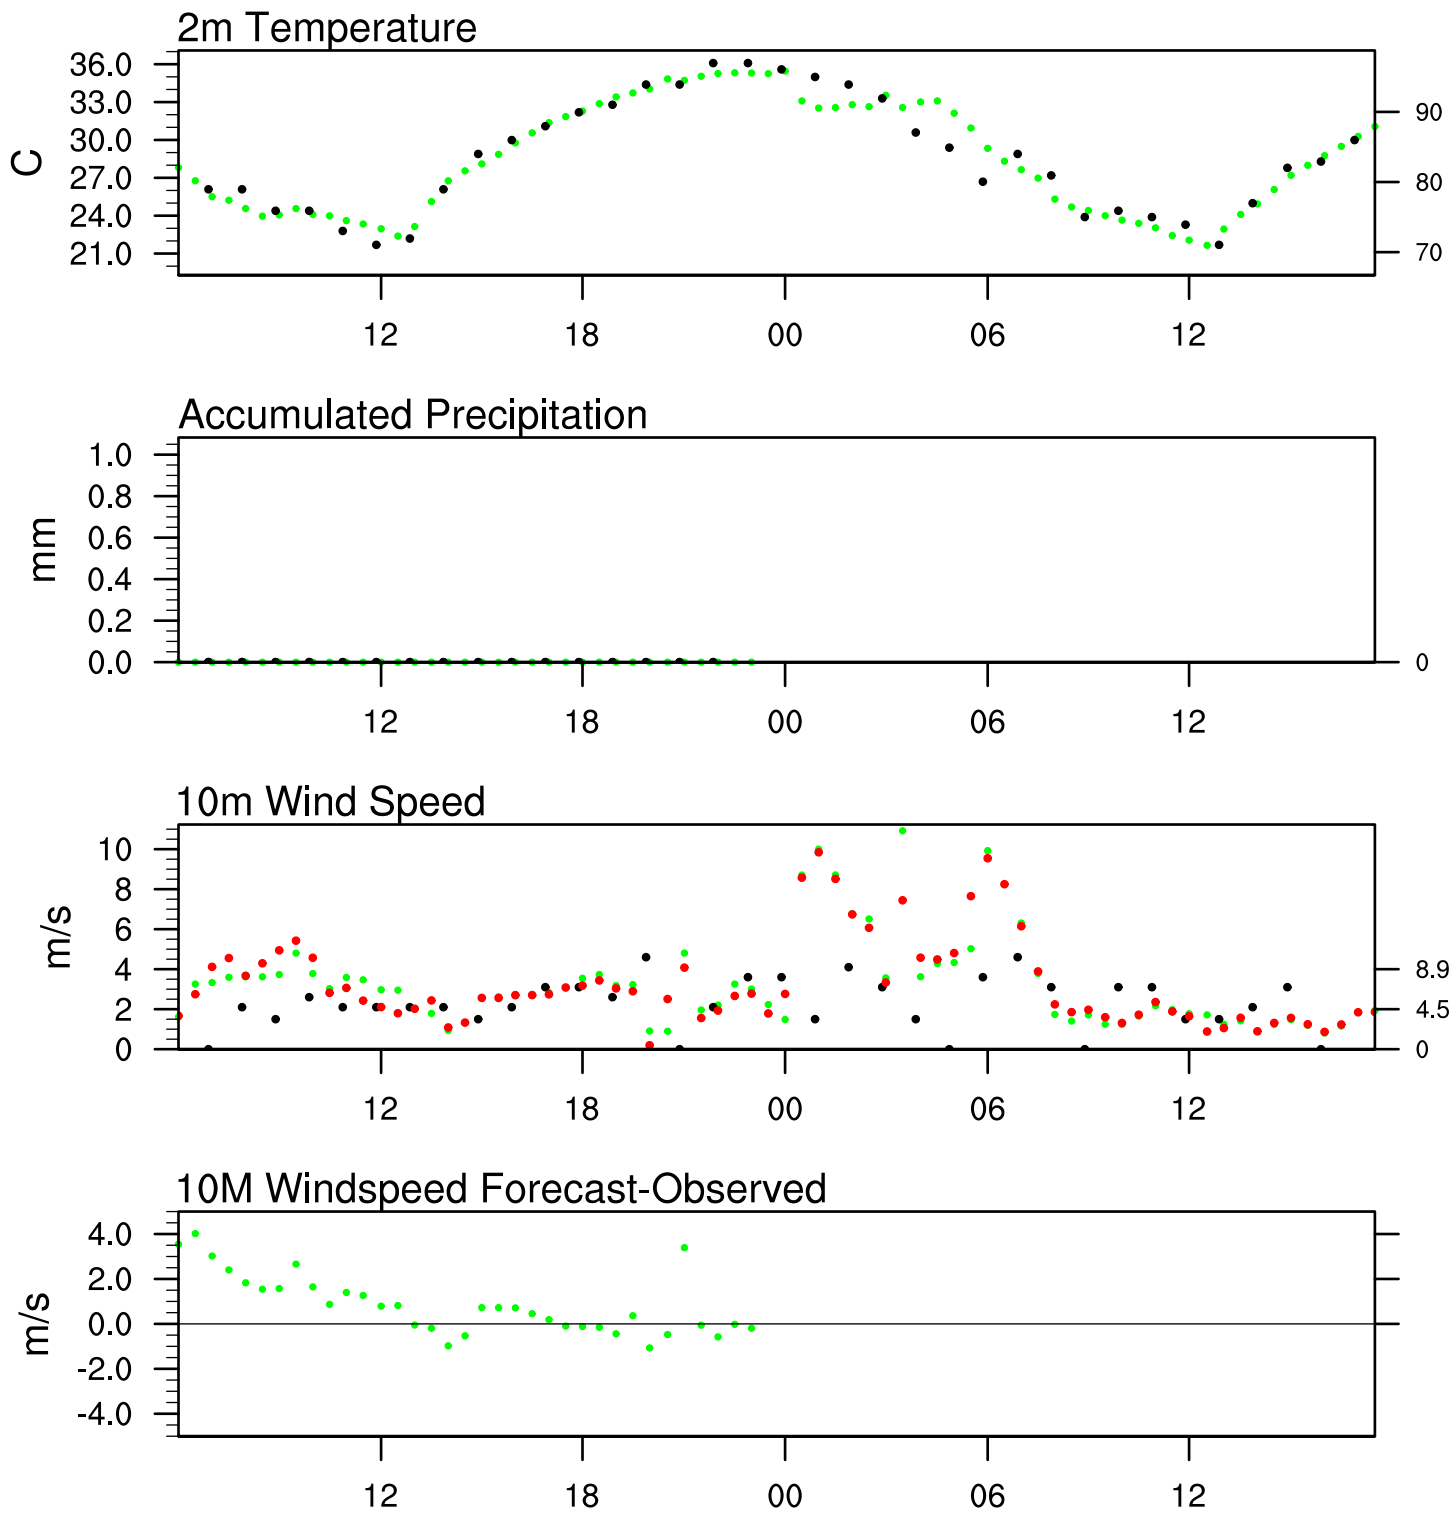 2m Temperature
36.0
33.0
90
30.0
C
27.0
80
24.0
21.0
70
12 18 00 06 12
Accumulated Precipitation
1.0
0.8
0.6
mm
0.4
0.2
0.0
0
12 18 00 06 12
10m Wind Speed
10
8
6
m/s
4
8.9
2
4.5
0
0
12 18 00 06 12
10M Windspeed Forecast-Observed
4.0
2.0
0.0
m/s
-2.0
-4.0
12 18 00 06 12